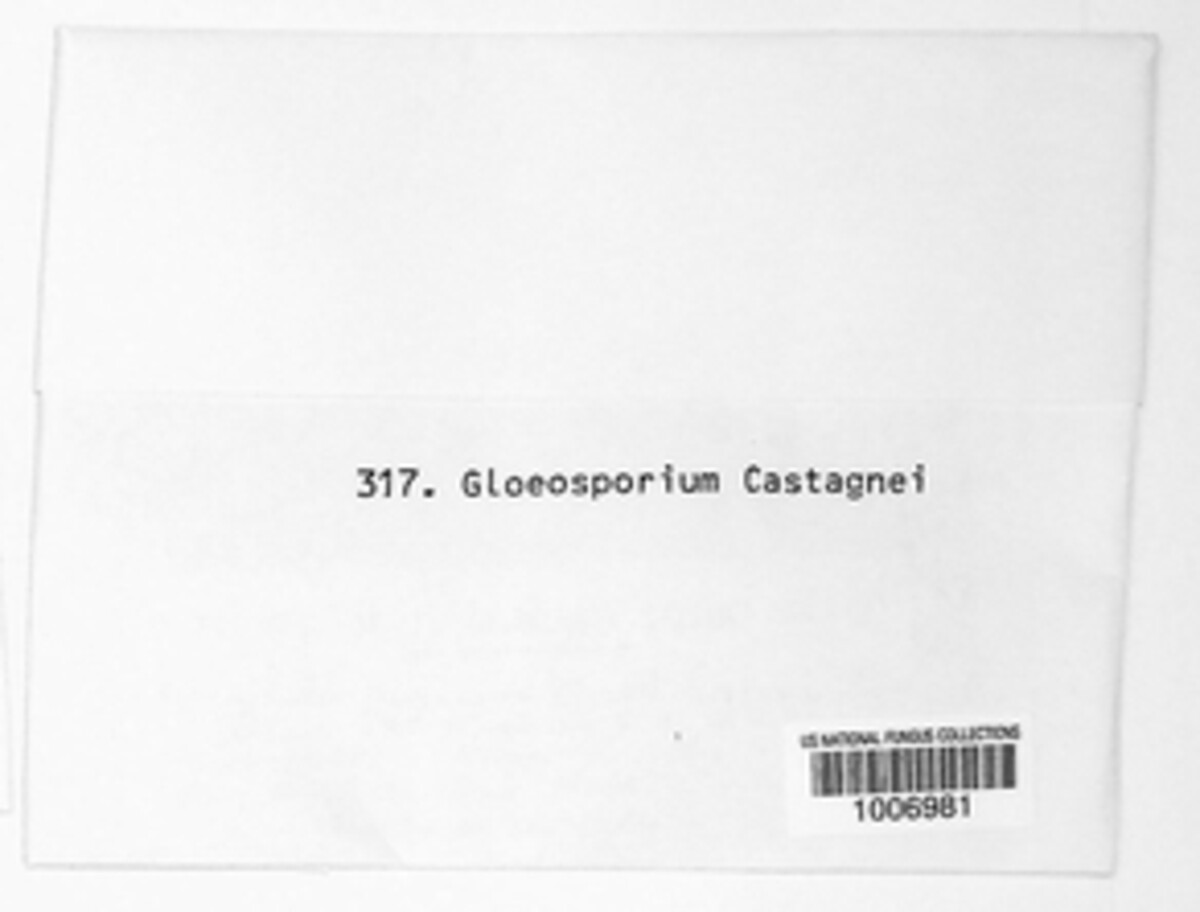 317. Gloeosporium Castagnei
US NATIONAL FUNGUS COLLECTIONS
1006981